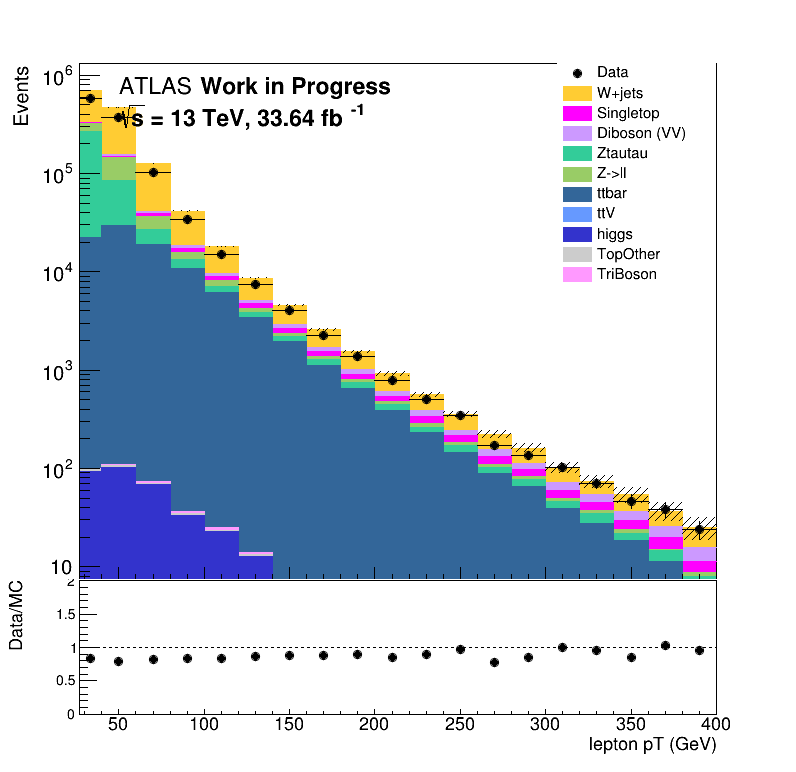 Events
10⁶
10⁵
10⁴
10³
10²
10
ATLAS Work in Progress
√s = 13 TeV, 33.64 fb ⁻¹
Data
W+jets
Singletop
Diboson (VV)
Ztautau
Z->ll
ttbar
ttV
higgs
TopOther
TriBoson
Data/MC
2
1.5
1
0.5
0
50 100 150 200 250 300 350 400
lepton pT (GeV)